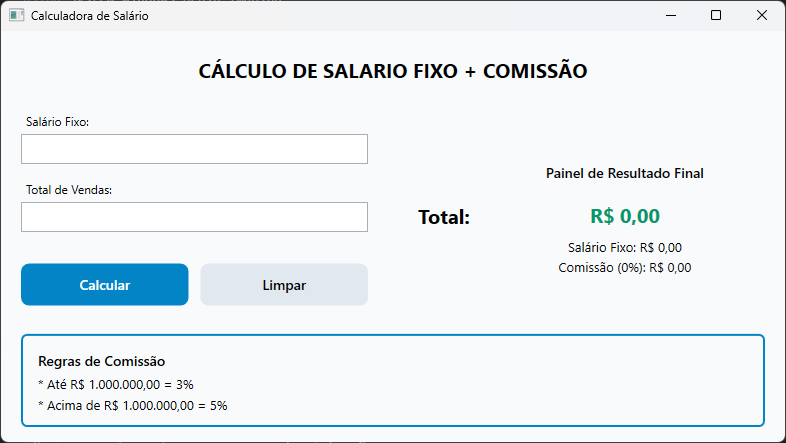 Calculadora de Salário
CÁLCULO DE SALARIO FIXO + COMISSÃO
Salário Fixo:
Total de Vendas:
Calcular
Limpar
Painel de Resultado Final
Total:
R$ 0,00
Salário Fixo: R$ 0,00
Comissão (0%): R$ 0,00
Regras de Comissão
* Até R$ 1.000.000,00 = 3%
* Acima de R$ 1.000.000,00 = 5%